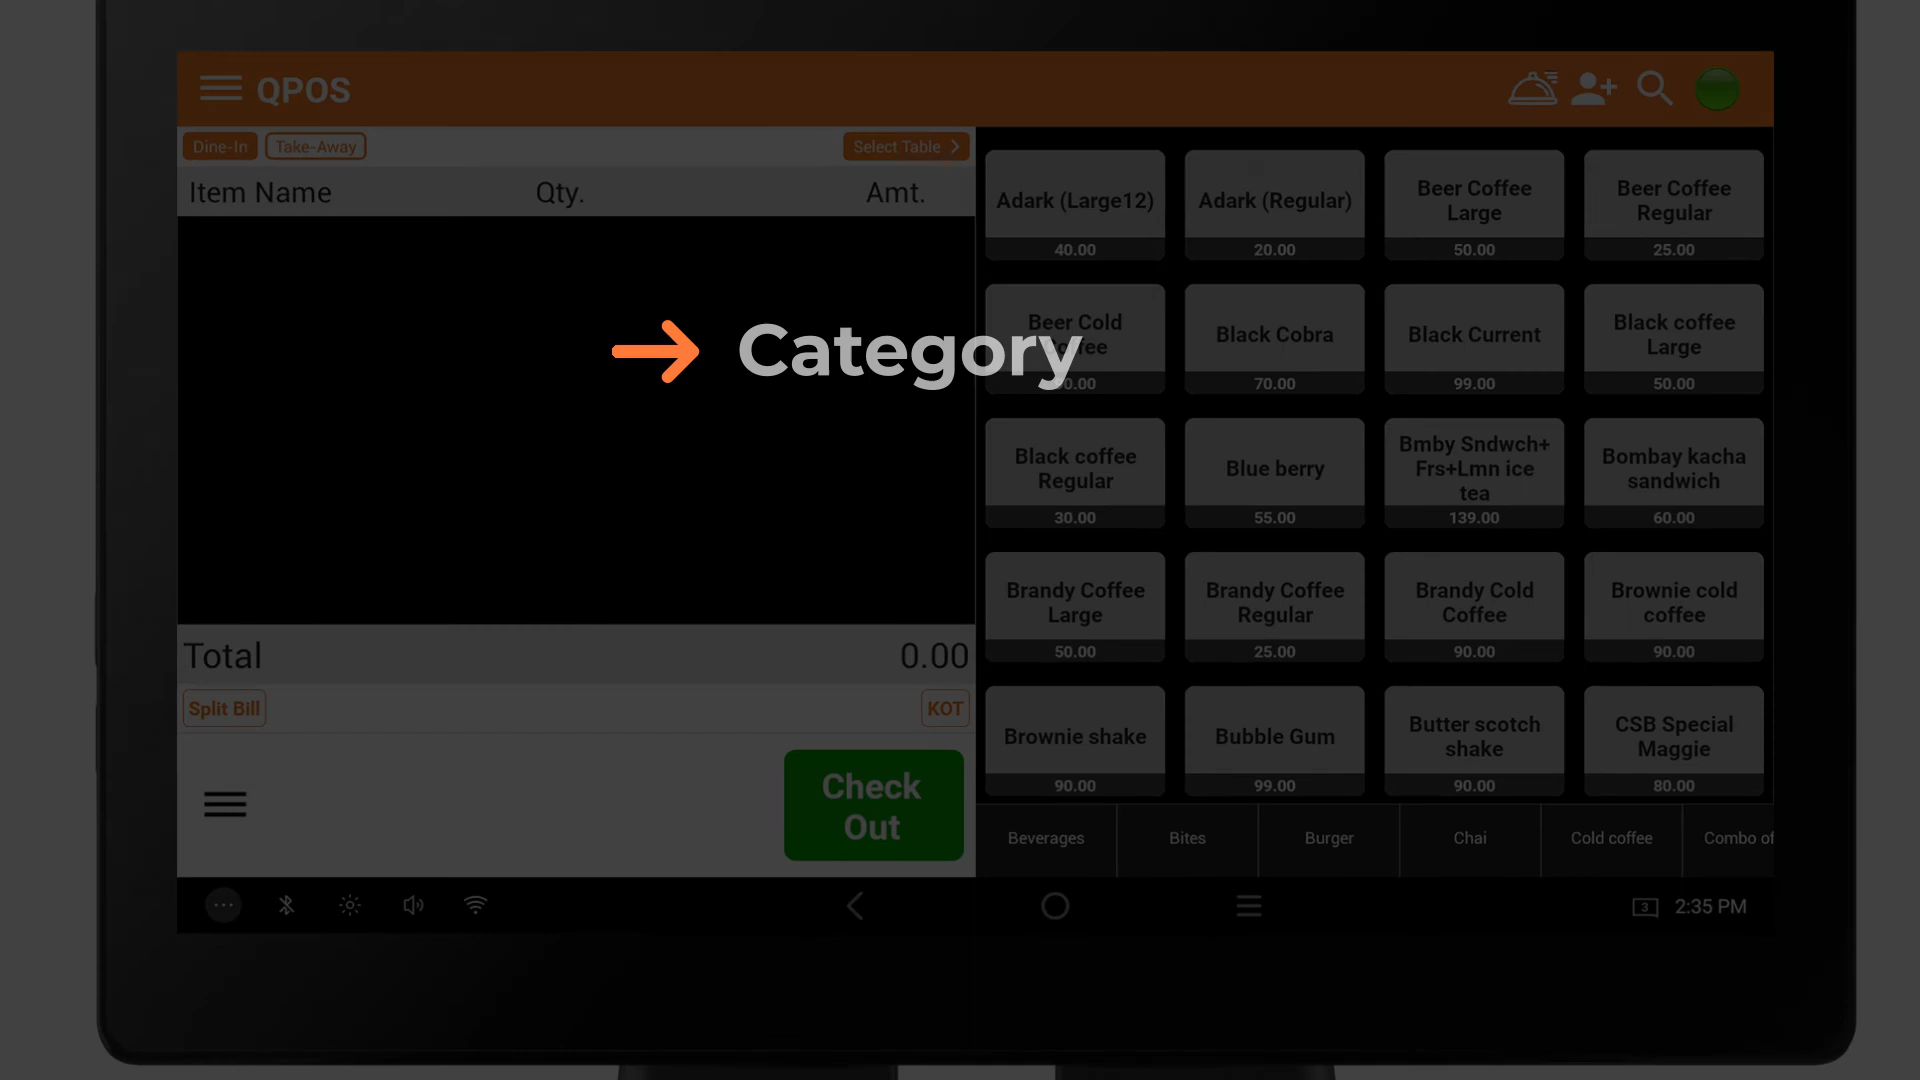 QPOS
Dine-In
Take-Away
Select Table
Item Name Qty. Amt.
Category
Total 0.00
Split Bill
KOT
Check
Out
Adark (Large12)
40.00
Adark (Regular)
20.00
Beer Coffee
Large
50.00
Beer Coffee
Regular
25.00
Beer Cold
Black Cobra
70.00
Black Current
99.00
Black coffee
Large
50.00
Black coffee
Regular
30.00
Blue berry
55.00
Bmby Sndwch+
Frs+Lmn ice
tea
139.00
Bombay kacha
sandwich
60.00
Brandy Coffee
Large
50.00
Brandy Coffee
Regular
25.00
Brandy Cold
Coffee
90.00
Brownie cold
coffee
90.00
Brownie shake
90.00
Bubble Gum
99.00
Butter scotch
shake
90.00
CSB Special
Maggie
80.00
Beverages
Bites
Burger
Chai
Cold coffee
Combo of
3
2:35 PM